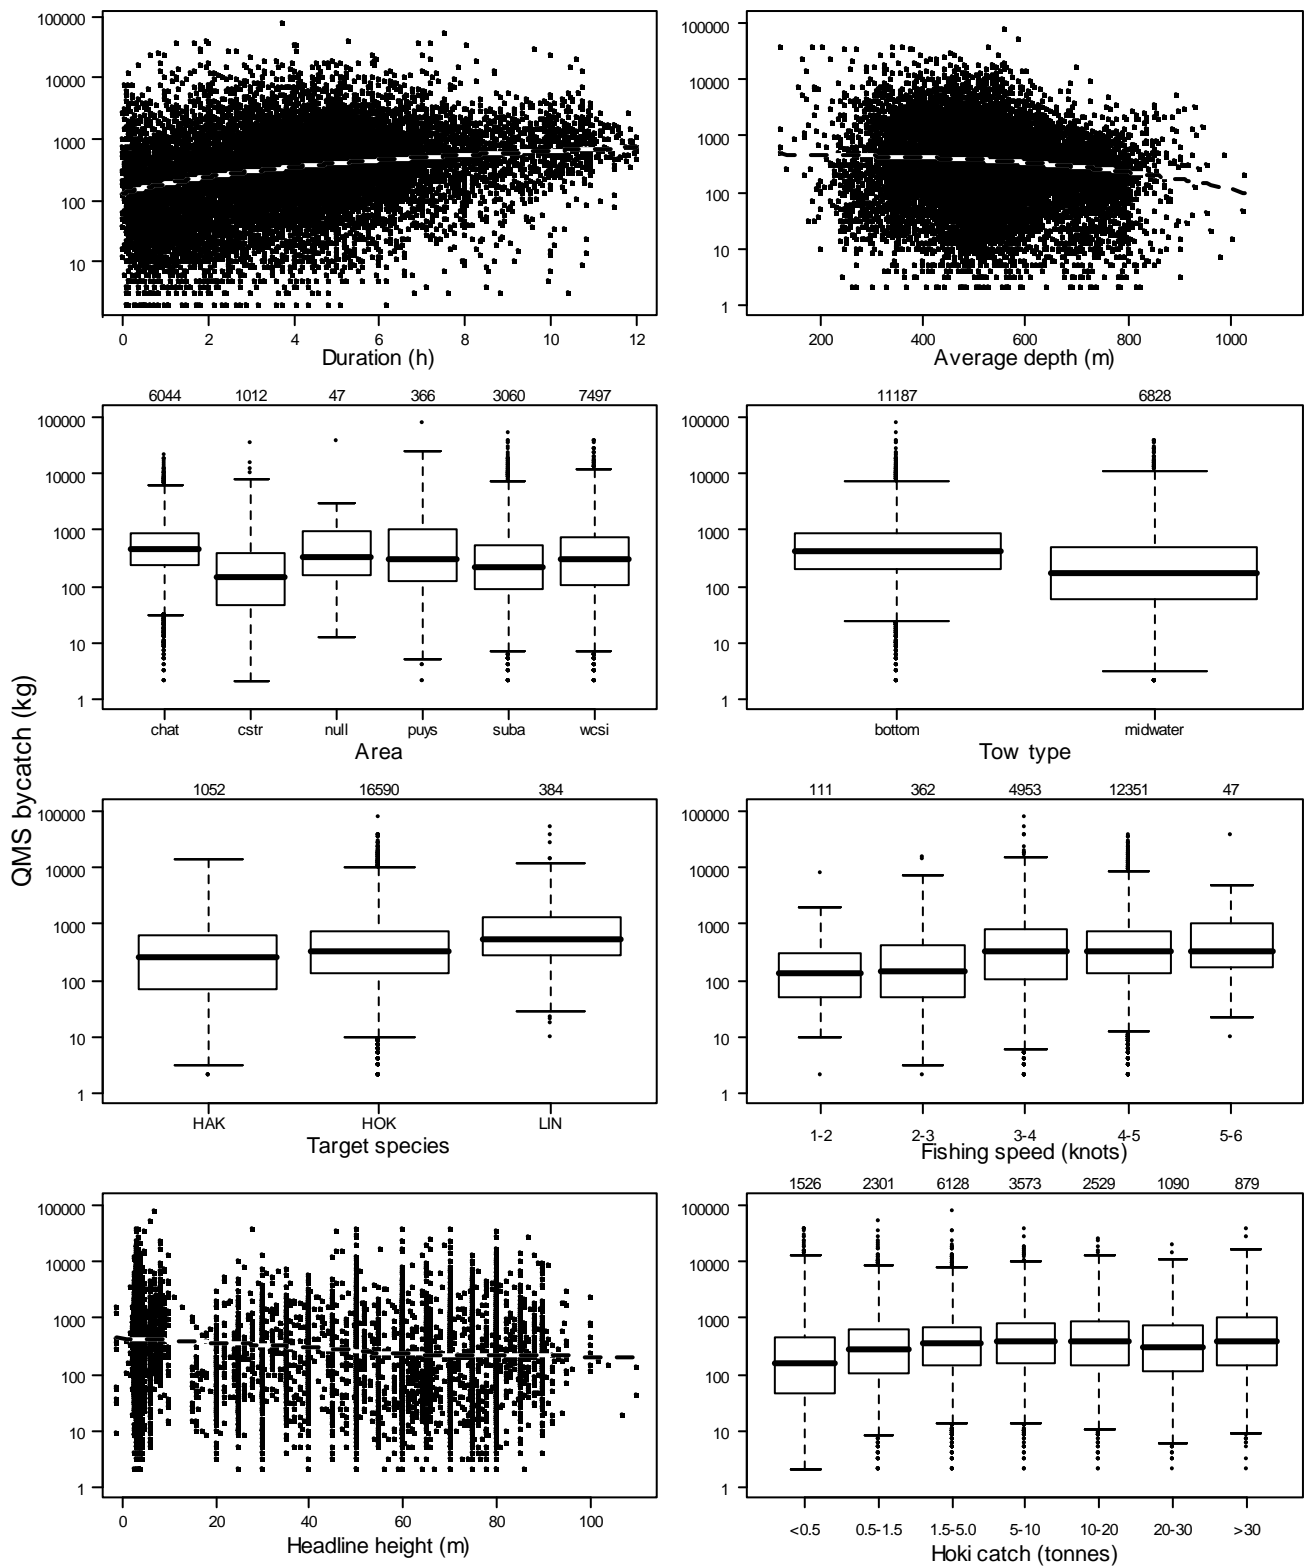 100000
10000
1000
100
10
0 2 4 6 8 10 12
Duration (h)
100000
10000
1000
100
10
1
200 400 600 800 1000
Average depth (m)
QMS bycatch (kg)
6044 1012 47 366 3060 7497
100000
10000
1000
100
10
1
chat cstr null puys suba wcsi
Area
11187 6828
100000
10000
1000
100
10
1
bottom midwater
Tow type
1052 16590 384
100000
10000
1000
100
10
1
HAK HOK LIN
Target species
111 362 4953 12351 47
100000
10000
1000
100
10
1
1-2 2-3 3-4 4-5 5-6
Fishing speed (knots)
100000
10000
1000
100
10
1
0 20 40 60 80 100
Headline height (m)
1526 2301 6128 3573 2529 1090 879
100000
10000
1000
100
10
1
<0.5 0.5-1.5 1.5-5.0 5-10 10-20 20-30 >30
Hoki catch (tonnes)